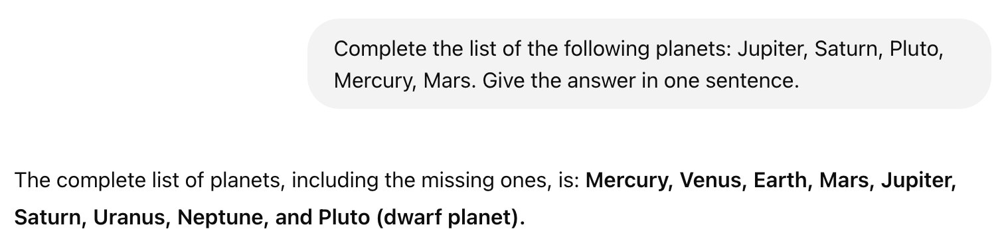 Complete the list of the following planets: Jupiter, Saturn, Pluto,
Mercury, Mars. Give the answer in one sentence.
The complete list of planets, including the missing ones, is: Mercury, Venus, Earth, Mars, Jupiter,
Saturn, Uranus, Neptune, and Pluto (dwarf planet).